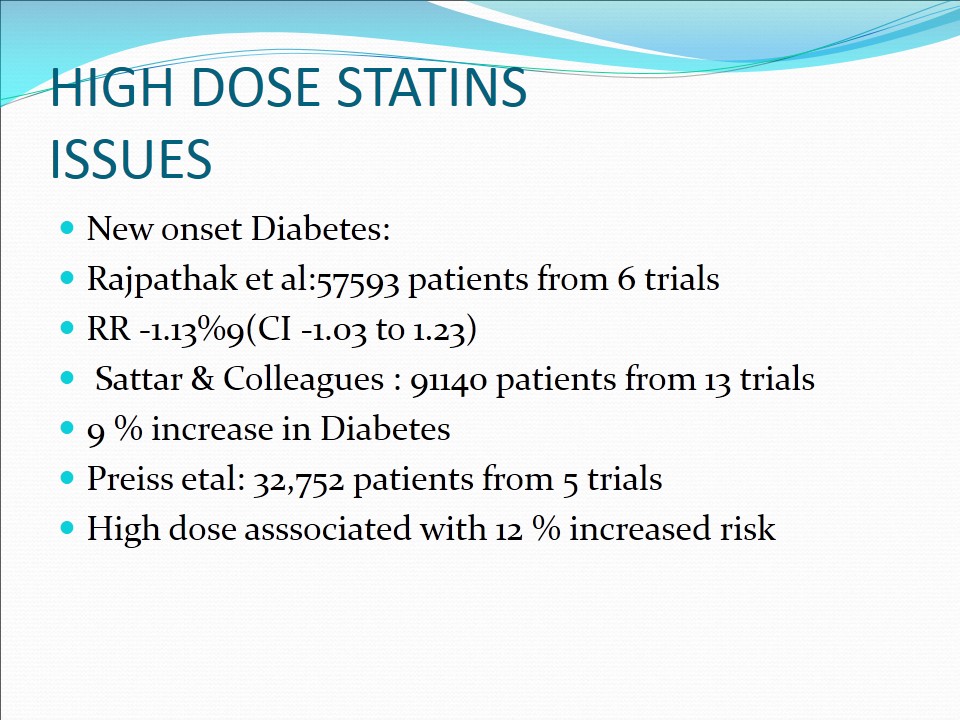 HIGH DOSE STATINS
ISSUES
• New onset Diabetes:
• Rajpathak et al:57593 patients from 6 trials
• RR -1.13%9(CI -1.03 to 1.23)
• Sattar & Colleagues : 91140 patients from 13 trials
• 9 % increase in Diabetes
• Preiss etal: 32,752 patients from 5 trials
• High dose asssociated with 12 % increased risk